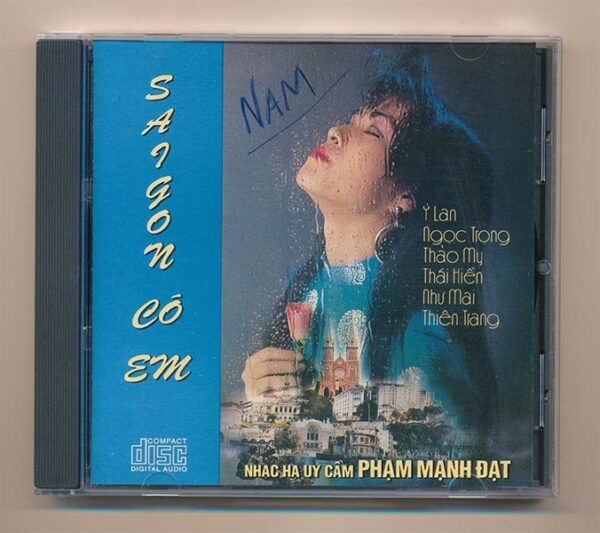 SAIGON
CÓ
EM
NAM
Ý Lan
Ngọc Trọng
Thảo My
Thái Hiền
Như Mai
Thiên Trang
COMPACT
disc
DIGITAL AUDIO
NHẠC HẠ UY CẦM PHẠM MẠNH ĐẠT